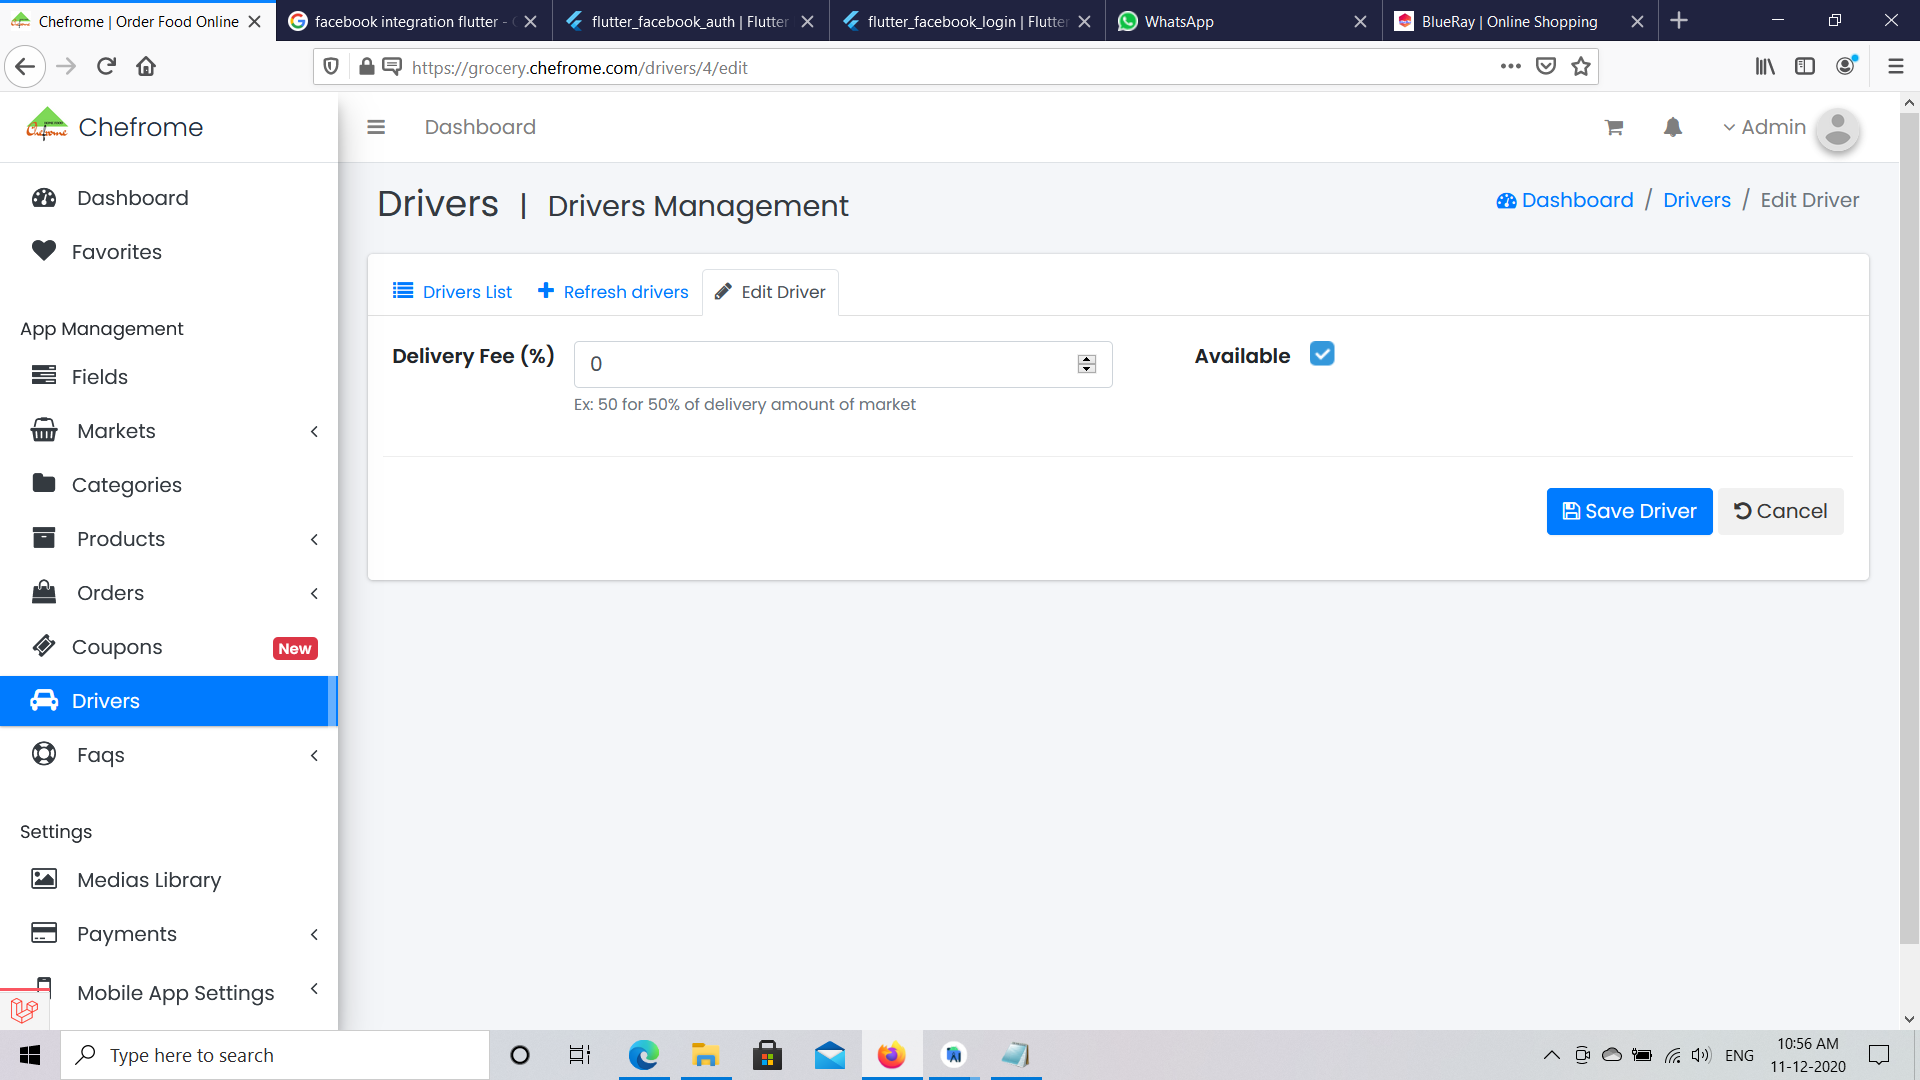 Chefrome | Order Food Online
facebook integration flutter -
flutter_facebook_auth | Flutter
flutter_facebook_login | Flutter
WhatsApp
BlueRay | Online Shopping
https://grocery.chefrome.com/drivers/4/edit
Chefrome
Dashboard
Admin
Dashboard
Favorites
App Management
Fields
Markets
Categories
Products
Orders
Coupons New
Drivers
Faqs
Settings
Medias Library
Payments
Mobile App Settings
Drivers | Drivers Management
Dashboard / Drivers / Edit Driver
Drivers List
Refresh drivers
Edit Driver
Delivery Fee (%)
0
Ex: 50 for 50% of delivery amount of market
Available
Save Driver
Cancel
Type here to search
ENG
10:56 AM
11-12-2020